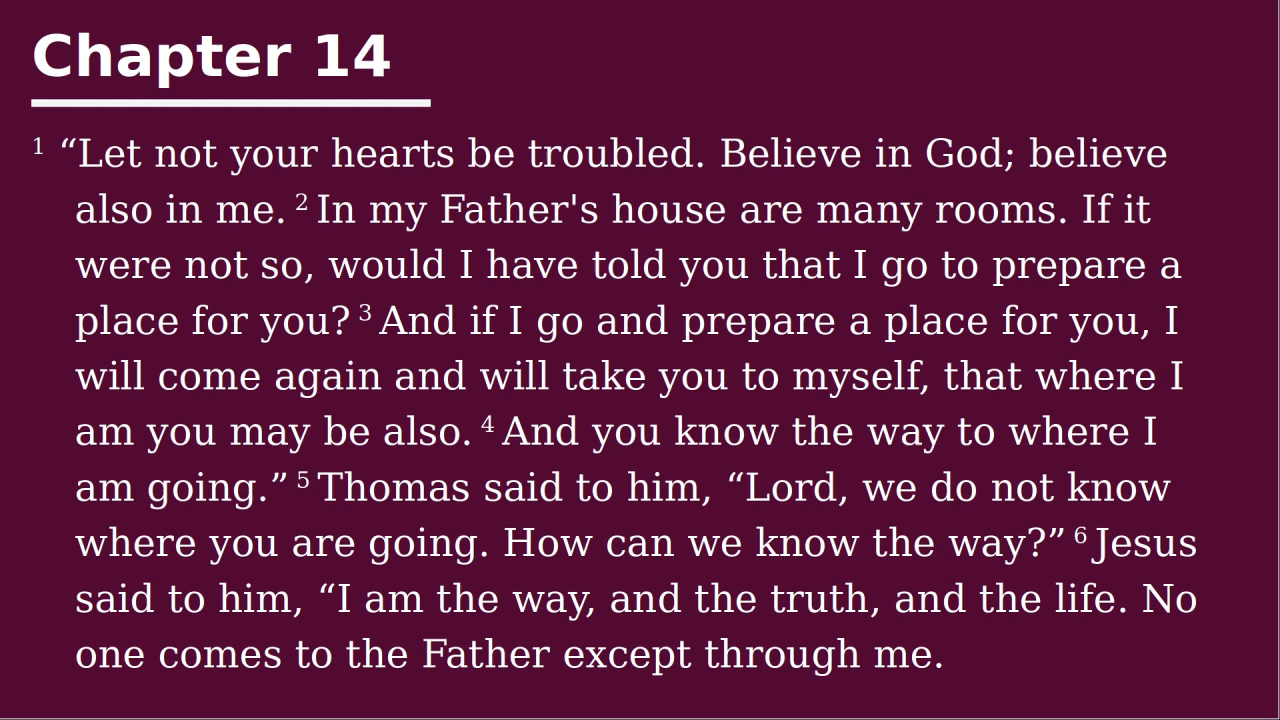 Chapter 14
1 “Let not your hearts be troubled. Believe in God; believe
also in me. 2 In my Father's house are many rooms. If it
were not so, would I have told you that I go to prepare a
place for you? 3 And if I go and prepare a place for you, I
will come again and will take you to myself, that where I
am you may be also. 4 And you know the way to where I
am going.” 5 Thomas said to him, “Lord, we do not know
where you are going. How can we know the way?” 6 Jesus
said to him, “I am the way, and the truth, and the life. No
one comes to the Father except through me.